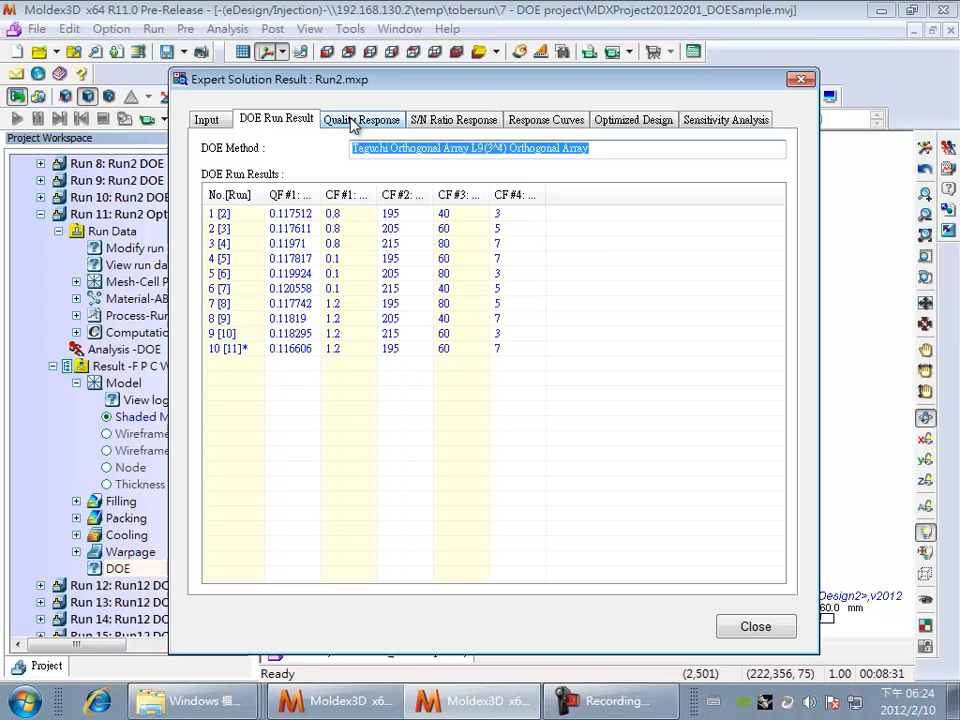 Moldex3D x64 R11.0 Pre-Release - [-(eDesign/Injection)-\\192.168.130.2\temp\tobersun\7 - DOE project\MDXProject20120201_DOESample.mvj]
File Edit Option Run Pre Analysis Post View Tools Window Help
Expert Solution Result : Run2.mxp
Input DOE Run Result Quality Response S/N Ratio Response Response Curves Optimized Design Sensitivity Analysis
DOE Method : Taguchi Orthogonal Array L9(3^4) Orthogonal Array
DOE Run Results :
No.[Run] QF #1: ... CF #1: ... CF #2: ... CF #3: ... CF #4: ...
1 [2] 0.117512 0.8 195 40 3
2 [3] 0.117611 0.8 205 60 5
3 [4] 0.11971 0.8 215 80 7
4 [5] 0.117817 0.1 195 60 7
5 [6] 0.119924 0.1 205 80 3
6 [7] 0.120558 0.1 215 40 5
7 [8] 0.117742 1.2 195 80 5
8 [9] 0.11819 1.2 205 40 7
9 [10] 0.118295 1.2 215 60 3
10 [11]* 0.116606 1.2 195 60 7
Close
Project Workspace
Run 8: Run2 DOE
Run 9: Run2 DOE
Run 10: Run2 DOE
Run 11: Run2 Opt
Run Data
Modify run
View run da
Mesh-Cell P
Material-AB
Process-Run
Computatio
Analysis -DOE
Result -F P C W
Model
View log
Shaded M
Wirefram
Wirefram
Node
Thickness
Filling
Packing
Cooling
Warpage
DOE
Run 12: Run12 DO
Run 13: Run12 DO
Run 14: Run12 DO
Run 15: Run12 DO
Project
Design2>,v2012
60.0 mm
Ready (2,501) (222,356, 75) 1.00 00:08:31
Windows 檔... Moldex3D x... Moldex3D x... Recording...
下午 06:24
2012/2/10